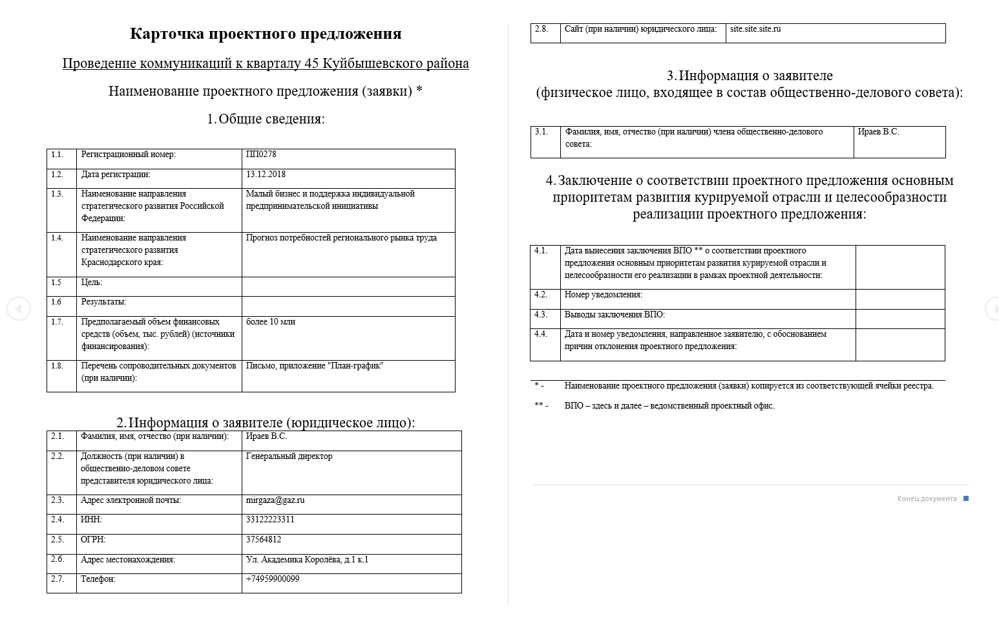 Карточка проектного предложения
Проведение коммуникаций к кварталу 45 Куйбышевского района
Наименование проектного предложения (заявки) *
1. Общие сведения:
1.1. Регистрационный номер: ПП0278
1.2. Дата регистрации: 13.12.2018
1.3. Наименование направления Малый бизнес и поддержка индивидуальной
стратегического развития Российской предпринимательской инициативы
Федерации:
1.4. Наименование направления Прогноз потребностей регионального рынка труда
стратегического развития
Краснодарского края:
1.5 Цель:
1.6 Результаты:
1.7. Предполагаемый объем финансовых более 10 млн
средств (объем, тыс. рублей) (источники
финансирования):
1.8. Перечень сопроводительных документов Письмо, приложение "План-график"
(при наличии):
2. Информация о заявителе (юридическое лицо):
2.1. Фамилия, имя, отчество (при наличии): Ираев В.С.
2.2. Должность (при наличии) в Генеральный директор
общественно-деловом совете
представителя юридического лица:
2.3. Адрес электронной почты: mirgaza@gaz.ru
2.4. ИНН: 33122223311
2.5. ОГРН: 37564812
2.6. Адрес местонахождения: Ул. Академика Королёва, д.1 к.1
2.7. Телефон: +74959900099
2.8. Сайт (при наличии) юридического лица: site.site.site.ru
3. Информация о заявителе
(физическое лицо, входящее в состав общественно-делового совета):
3.1. Фамилия, имя, отчество (при наличии) члена общественно-делового Ираев В.С.
совета:
4. Заключение о соответствии проектного предложения основным
приоритетам развития курируемой отрасли и целесообразности
реализации проектного предложения:
4.1. Дата вынесения заключения ВПО ** о соответствии проектного
предложения основным приоритетам развития курируемой отрасли и
целесообразности его реализации в рамках проектной деятельности:
4.2. Номер уведомления:
4.3. Выводы заключения ВПО:
4.4. Дата и номер уведомления, направленное заявителю, с обоснованием
причин отклонения проектного предложения:
* - Наименование проектного предложения (заявки) копируется из соответствующей ячейки реестра.
** - ВПО – здесь и далее – ведомственный проектный офис.
Конец документа